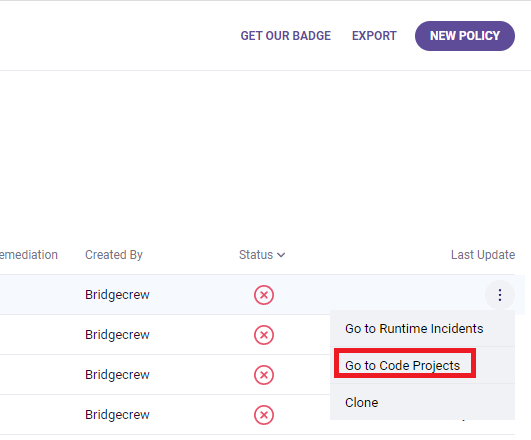 GET OUR BADGE EXPORT NEW POLICY
emediation Created By Status Last Update
Bridgecrew
Go to Runtime Incidents
Bridgecrew
Go to Code Projects
Bridgecrew
Clone
Bridgecrew